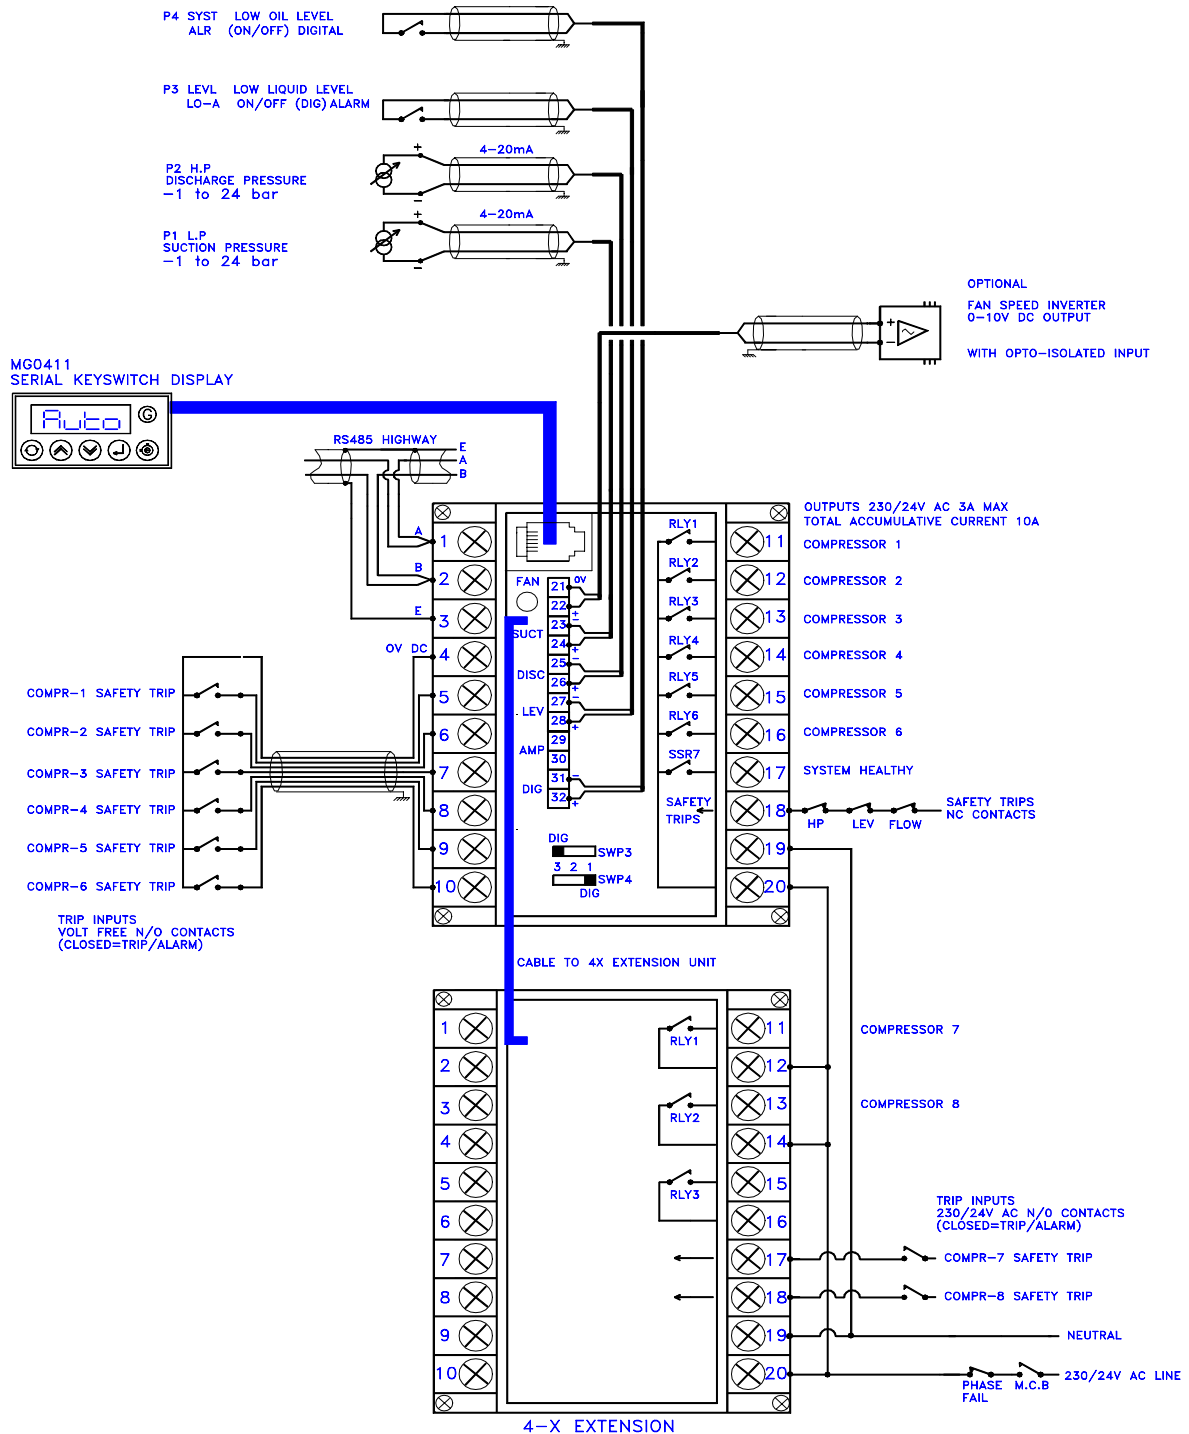 P4 SYST LOW OIL LEVEL
ALR (ON/OFF) DIGITAL
P3 LEVL LOW LIQUID LEVEL
LO-A ON/OFF (DIG) ALARM
P2 H.P
DISCHARGE PRESSURE
-1 to 24 bar
+
4-20mA
-
P1 L.P
SUCTION PRESSURE
-1 to 24 bar
+
4-20mA
-
OPTIONAL
FAN SPEED INVERTER
0-10V DC OUTPUT
WITH OPTO-ISOLATED INPUT
+
-
MG0411
SERIAL KEYSWITCH DISPLAY
Auto
G
RS485 HIGHWAY
E
A
B
A
B
E
0V DC
1
2
3
4
5
6
7
8
9
10
FAN
SUCT
DISC
LEV
AMP
DIG
21 0V
22 +
23 -
24 +
25 -
26 +
27 -
28 +
29
30
31 -
32 +
DIG
SWP3
3 2 1
SWP4
DIG
RLY1
RLY2
RLY3
RLY4
RLY5
RLY6
SSR7
SAFETY
TRIPS
11
12
13
14
15
16
17
18
19
20
OUTPUTS 230/24V AC 3A MAX
TOTAL ACCUMULATIVE CURRENT 10A
COMPRESSOR 1
COMPRESSOR 2
COMPRESSOR 3
COMPRESSOR 4
COMPRESSOR 5
COMPRESSOR 6
SYSTEM HEALTHY
HP LEV FLOW
SAFETY TRIPS
NC CONTACTS
COMPR-1 SAFETY TRIP
COMPR-2 SAFETY TRIP
COMPR-3 SAFETY TRIP
COMPR-4 SAFETY TRIP
COMPR-5 SAFETY TRIP
COMPR-6 SAFETY TRIP
TRIP INPUTS
VOLT FREE N/O CONTACTS
(CLOSED=TRIP/ALARM)
CABLE TO 4X EXTENSION UNIT
1
2
3
4
5
6
7
8
9
10
RLY1
RLY2
RLY3
11
12
13
14
15
16
17
18
19
20
COMPRESSOR 7
COMPRESSOR 8
TRIP INPUTS
230/24V AC N/O CONTACTS
(CLOSED=TRIP/ALARM)
COMPR-7 SAFETY TRIP
COMPR-8 SAFETY TRIP
NEUTRAL
230/24V AC LINE
PHASE
FAIL
M.C.B
4-X EXTENSION